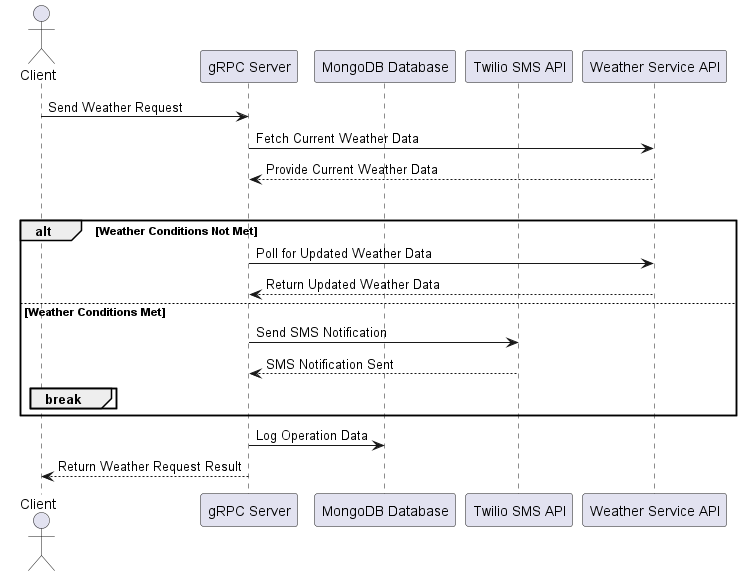 Client
gRPC Server
MongoDB Database
Twilio SMS API
Weather Service API
Send Weather Request
Fetch Current Weather Data
Provide Current Weather Data
alt
[Weather Conditions Not Met]
Poll for Updated Weather Data
Return Updated Weather Data
[Weather Conditions Met]
Send SMS Notification
SMS Notification Sent
break
Log Operation Data
Return Weather Request Result
Client
gRPC Server
MongoDB Database
Twilio SMS API
Weather Service API